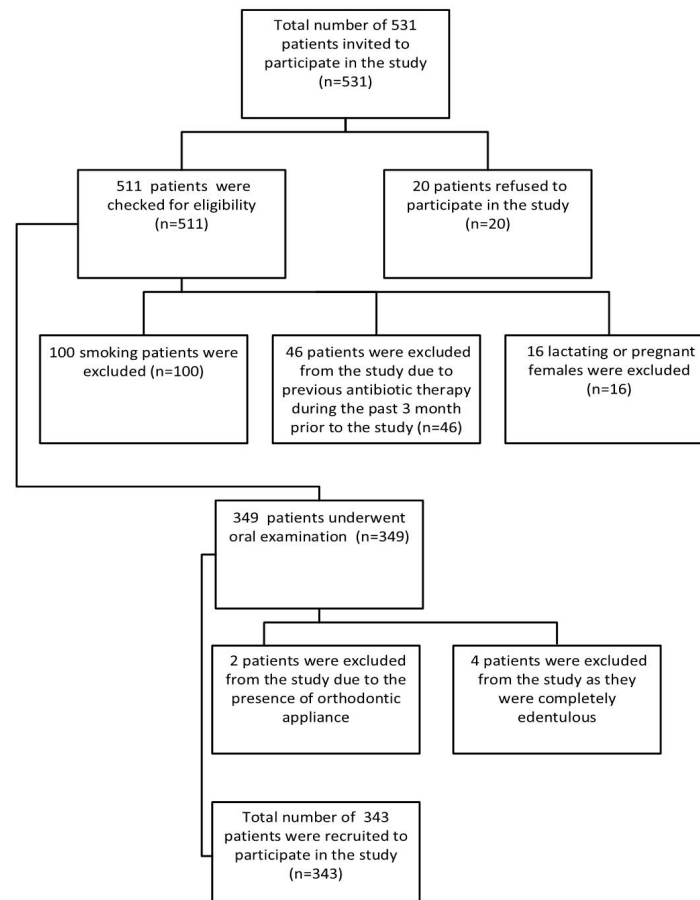 Total number of 531
patients invited to
participate in the study
(n=531)
511 patients were
checked for eligibility
(n=511)
20 patients refused to
participate in the study
(n=20)
100 smoking patients were
excluded (n=100)
46 patients were excluded
from the study due to
previous antibiotic therapy
during the past 3 month
prior to the study (n=46)
16 lactating or pregnant
females were excluded
(n=16)
349 patients underwent
oral examination (n=349)
2 patients were excluded
from the study due to the
presence of orthodontic
appliance
4 patients were excluded
from the study as they
were completely
edentulous
Total number of 343
patients were recruited to
participate in the study
(n=343)